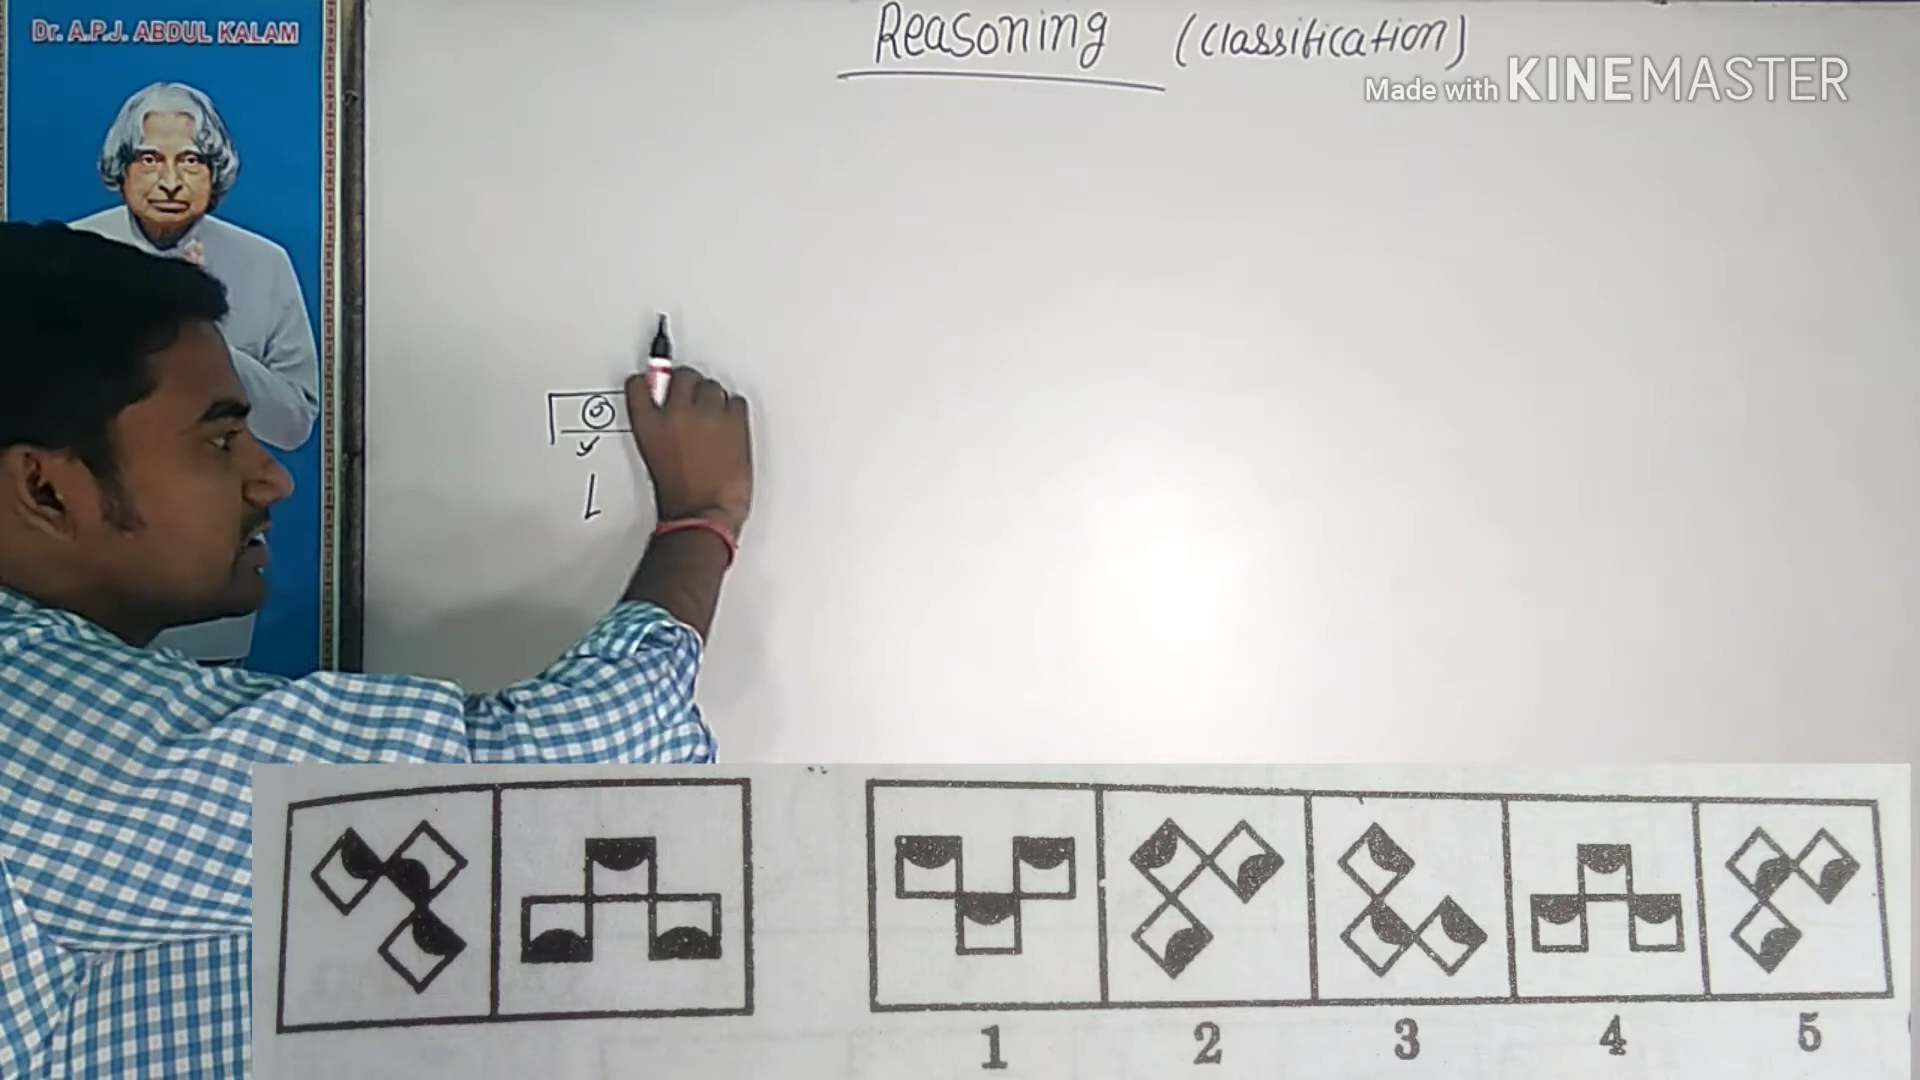 Dr. A.P.J. ABDUL KALAM
Reasoning (classification)
Made with KINEMASTER
1 2 3 4 5